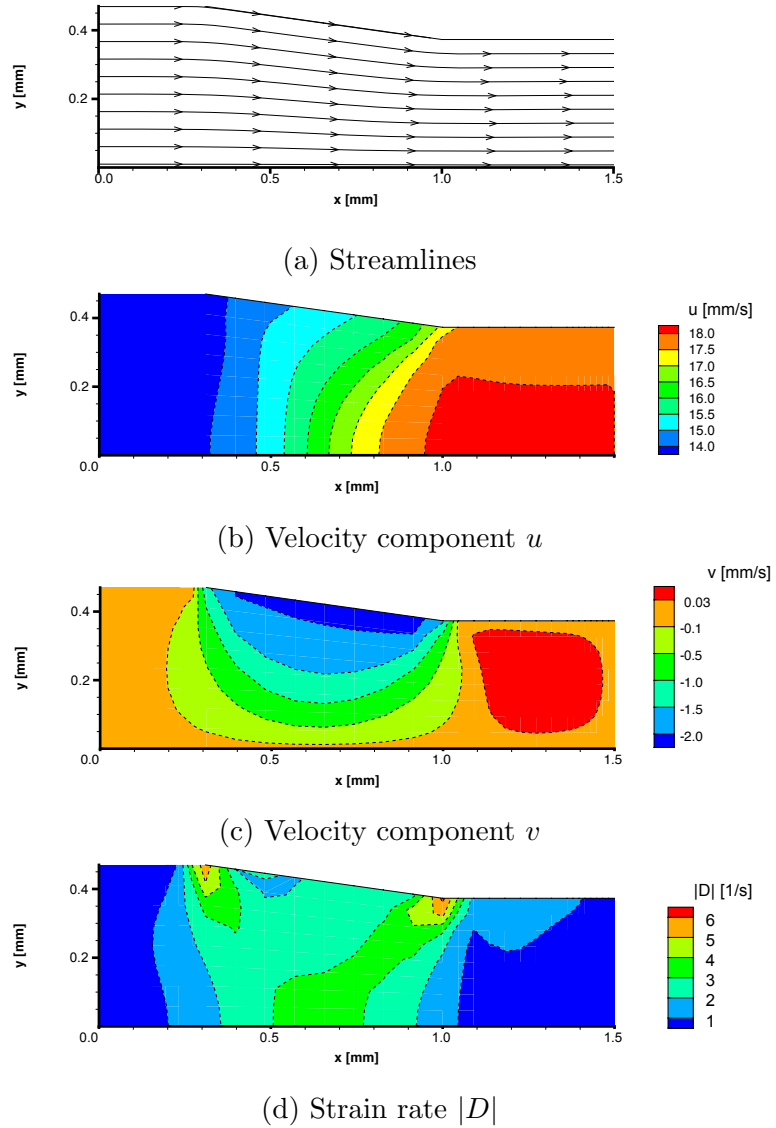 0.4
0.2
y [mm]
0.0 0.5 1.0 1.5
x [mm]
(a) Streamlines
0.4
0.2
y [mm]
0.0 0.5 1.0 1.5
x [mm]
u [mm/s]
18.0
17.5
17.0
16.5
16.0
15.5
15.0
14.0
(b) Velocity component u
0.4
0.2
y [mm]
0.0 0.5 1.0 1.5
x [mm]
v [mm/s]
0.03
-0.1
-1.0
-1.5
-2.0
(c) Velocity component v
0.4
0.2
y [mm]
0.0 0.5 1.0 1.5
x [mm]
|D| [1/s]
6
5
4
3
2
1
(d) Strain rate |D|